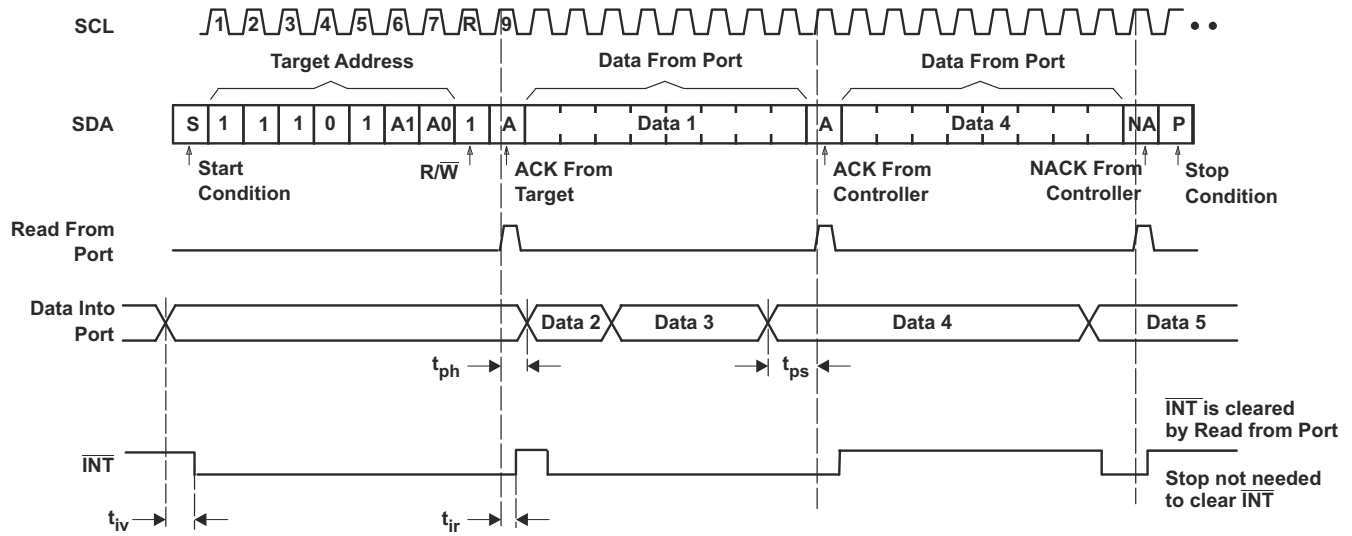 SCL
1 2 3 4 5 6 7 R 9
Target Address
Data From Port
Data From Port
SDA
S 1 1 1 0 1 A1 A0 1 A Data 1 A Data 4 NA P
Start
Condition
R/W̅
ACK From
Target
ACK From
Controller
NACK From
Controller
Stop
Condition
Read From
Port
Data Into
Port
Data 2
Data 3
Data 4
Data 5
tph
tps
I̅N̅T̅ is cleared
by Read from Port
I̅N̅T̅
Stop not needed
to clear I̅N̅T̅
tiv
tir